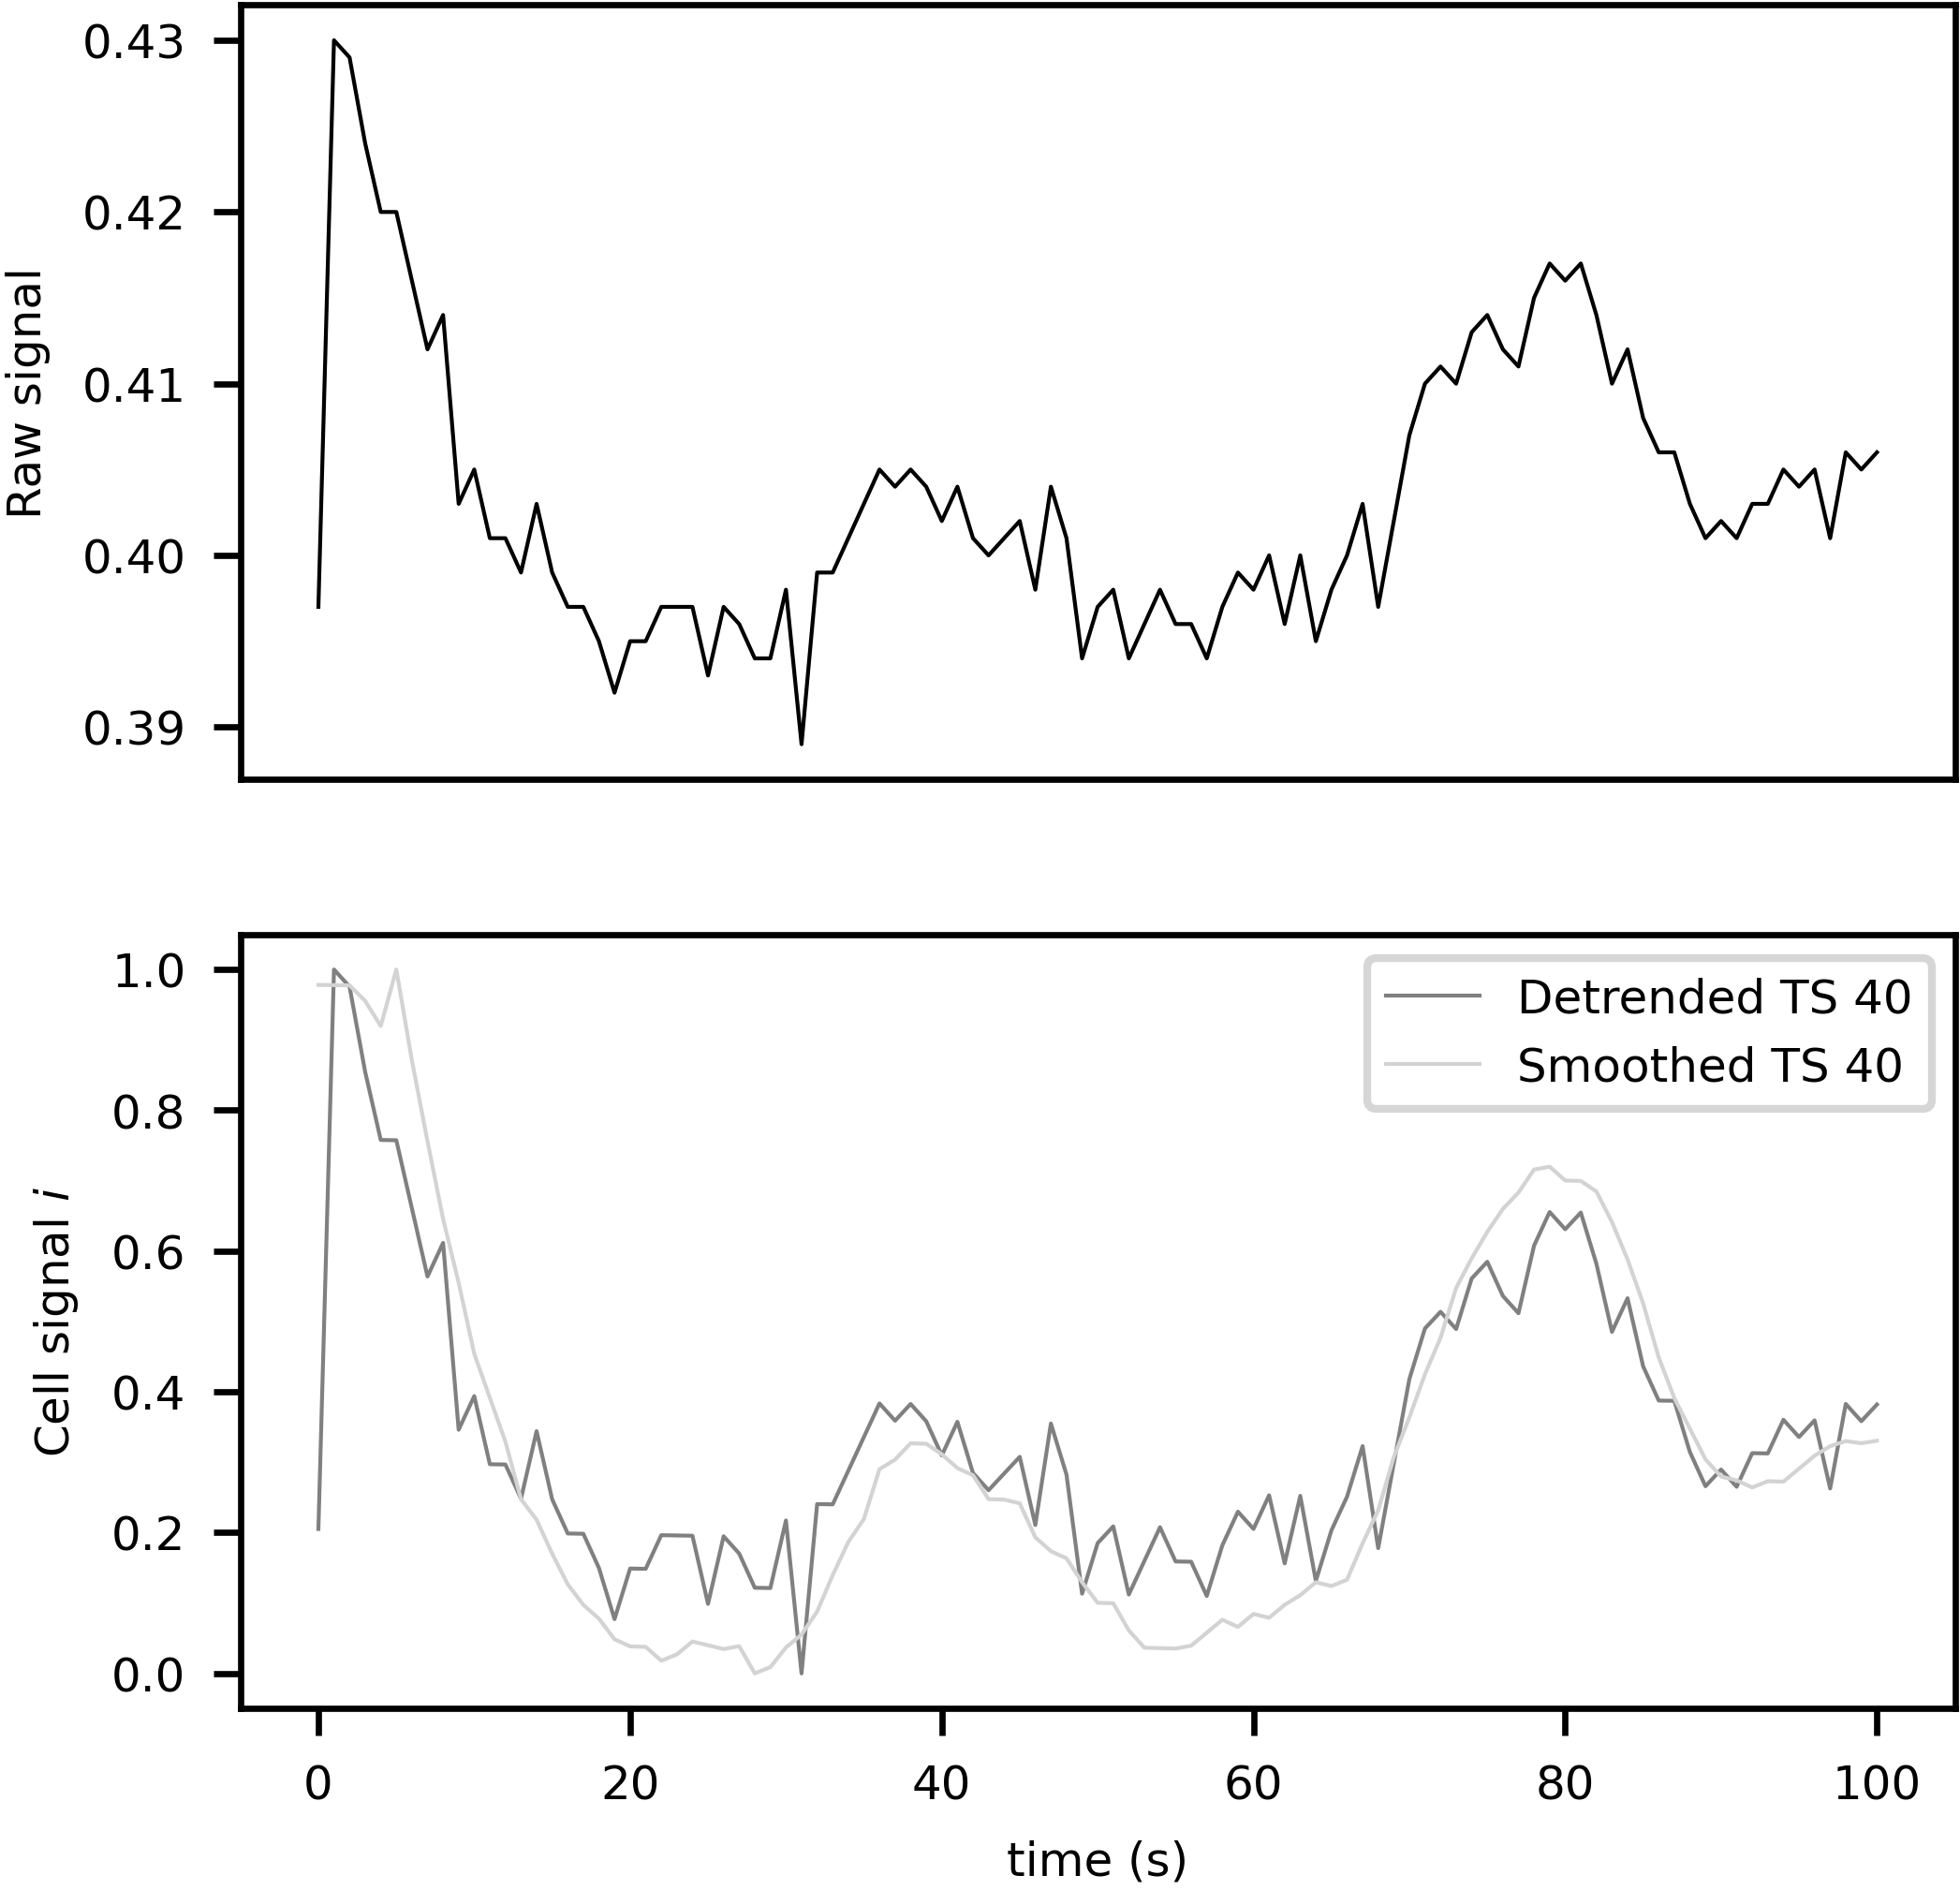 0.43
0.42
0.41
0.40
0.39
Raw signal
1.0
0.8
0.6
0.4
0.2
0.0
Cell signal i
Detrended TS 40
Smoothed TS 40
0 20 40 60 80 100
time (s)